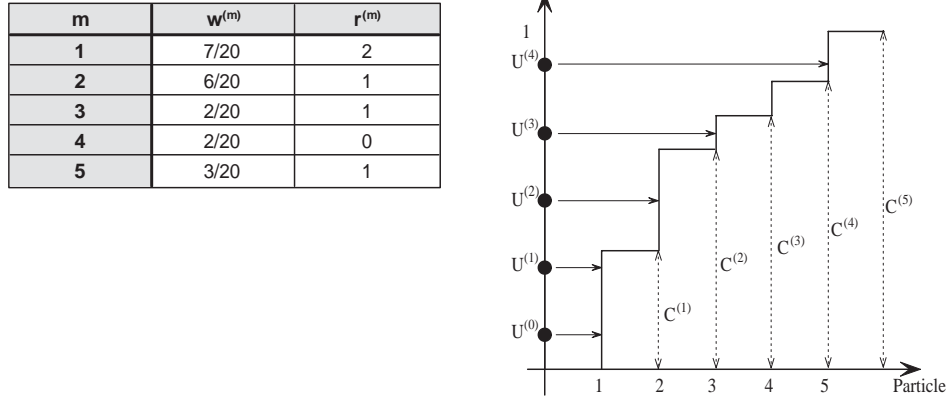 m w(m) r(m)
1 7/20 2
2 6/20 1
3 2/20 1
4 2/20 0
5 3/20 1
1
U(4)
U(3)
U(2)
U(1)
U(0)
C(1)
C(2)
C(3)
C(4)
C(5)
1 2 3 4 5 Particle